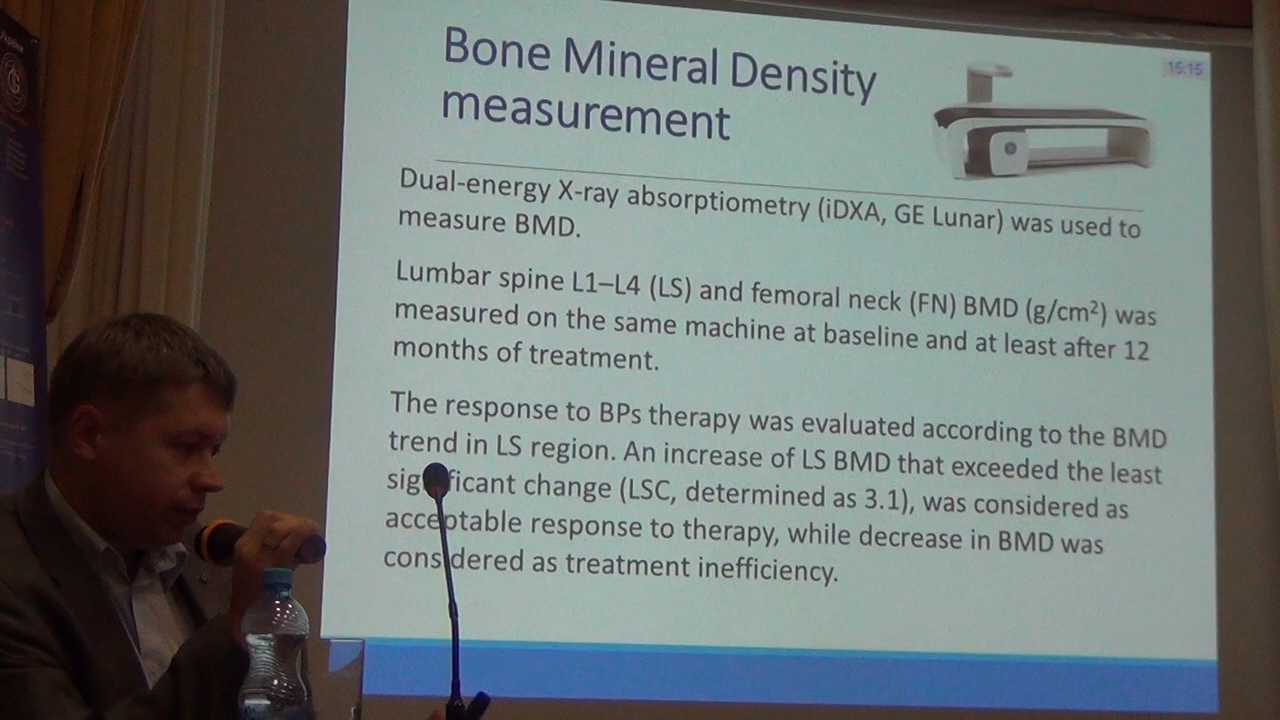 Україн
15:15
Bone Mineral Density
measurement
Dual-energy X-ray absorptiometry (iDXA, GE Lunar) was used to
measure BMD.
Lumbar spine L1–L4 (LS) and femoral neck (FN) BMD (g/cm²) was
measured on the same machine at baseline and at least after 12
months of treatment.
The response to BPs therapy was evaluated according to the BMD
trend in LS region. An increase of LS BMD that exceeded the least
significant change (LSC, determined as 3.1), was considered as
acceptable response to therapy, while decrease in BMD was
considered as treatment inefficiency.